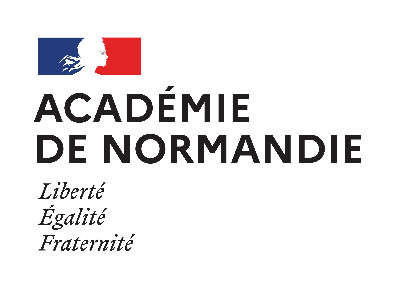 ACADÉMIE
DE NORMANDIE
Liberté
Égalité
Fraternité